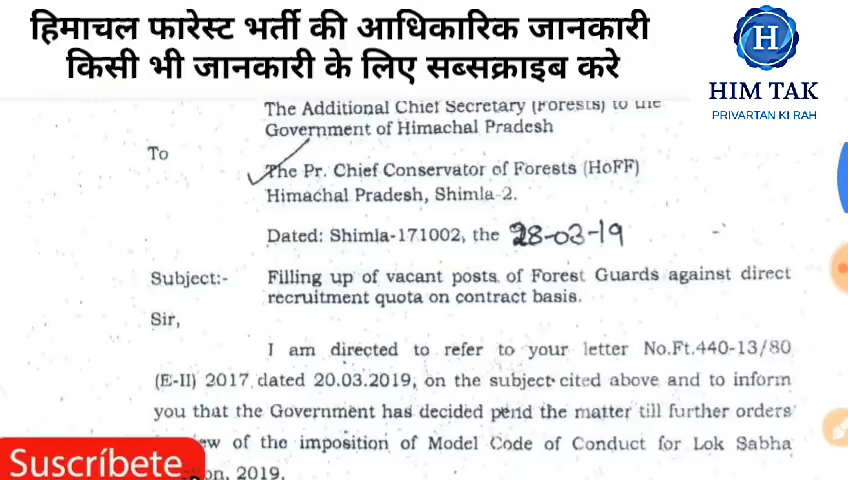 हिमाचल फारेस्ट भर्ती की आधिकारिक जानकारी
किसी भी जानकारी के लिए सब्सक्राइब करे
H
HIM TAK
PRIVARTAN KI RAH
The Additional Chief Secretary (Forests) to the
Government of Himachal Pradesh
To
The Pr. Chief Conservator of Forests (HoFF)
Himachal Pradesh, Shimla-2.
Dated: Shimla-171002, the 28-03-19
Subject:- Filling up of vacant posts of Forest Guards against direct
recruitment quota on contract basis.
Sir,
I am directed to refer to your letter No.Ft.440-13/80
(E-II) 2017 dated 20.03.2019, on the subject cited above and to inform
you that the Government has decided pend the matter till further orders
of the imposition of Model Code of Conduct for Lok Sabha
2019.
Suscríbete